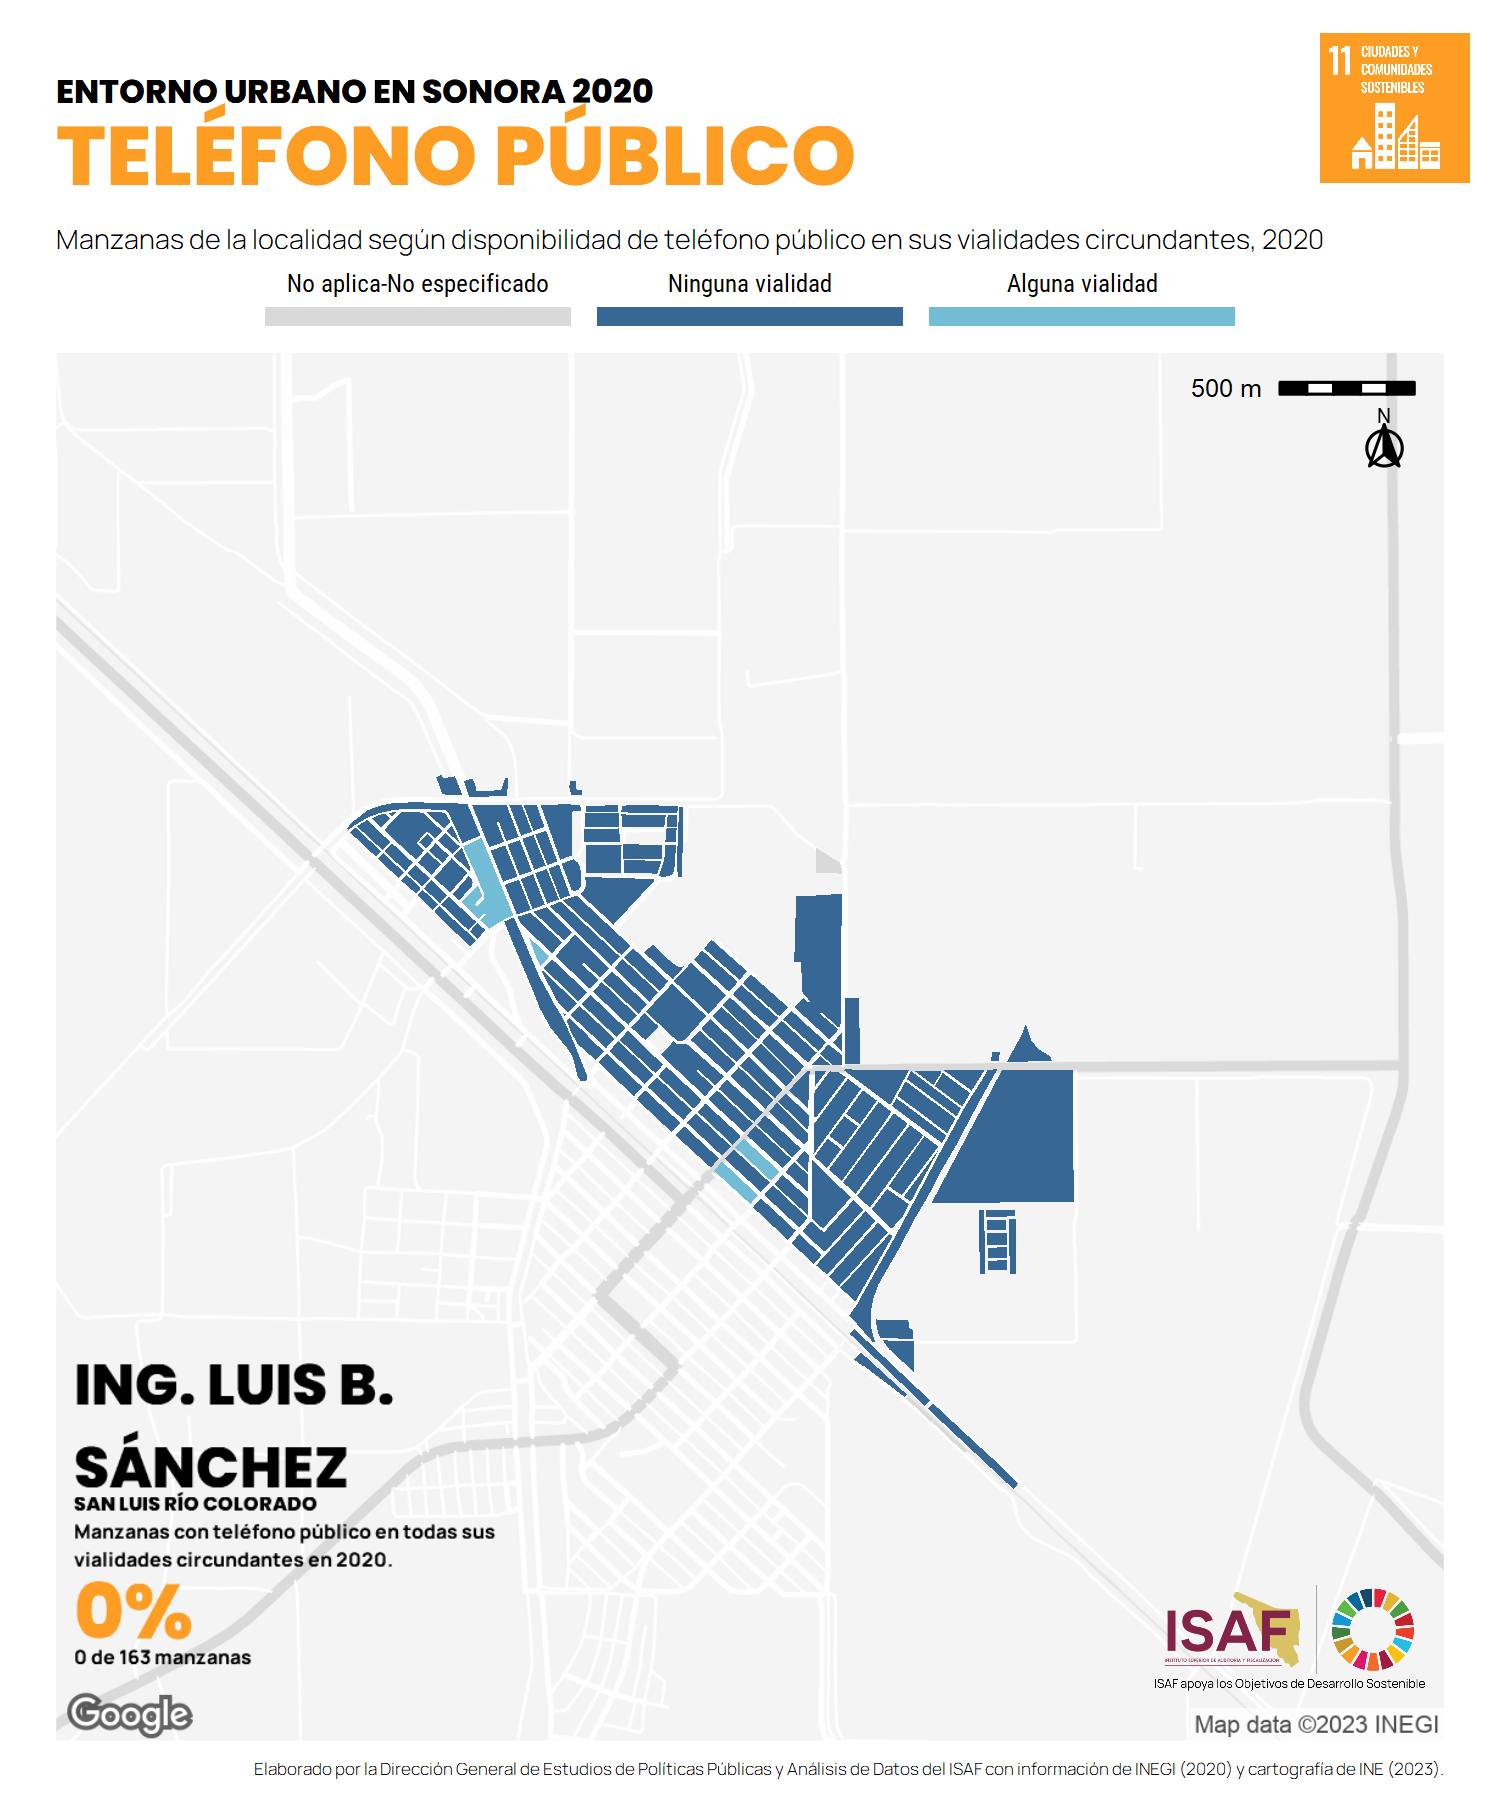 11 CIUDADES Y
COMUNIDADES
SOSTENIBLES
ENTORNO URBANO EN SONORA 2020
TELÉFONO PÚBLICO
Manzanas de la localidad según disponibilidad de teléfono público en sus vialidades circundantes, 2020
No aplica-No especificado
Ninguna vialidad
Alguna vialidad
500 m
N
ING. LUIS B.
SÁNCHEZ
SAN LUIS RÍO COLORADO
Manzanas con teléfono público en todas sus
vialidades circundantes en 2020.
0%
0 de 163 manzanas
Google
ISAF
INSTITUTO SUPERIOR DE AUDITORÍA Y FISCALIZACIÓN
ISAF apoya los Objetivos de Desarrollo Sostenible
Map data ©2023 INEGI
Elaborado por la Dirección General de Estudios de Políticas Públicas y Análisis de Datos del ISAF con información de INEGI (2020) y cartografía de INE (2023).